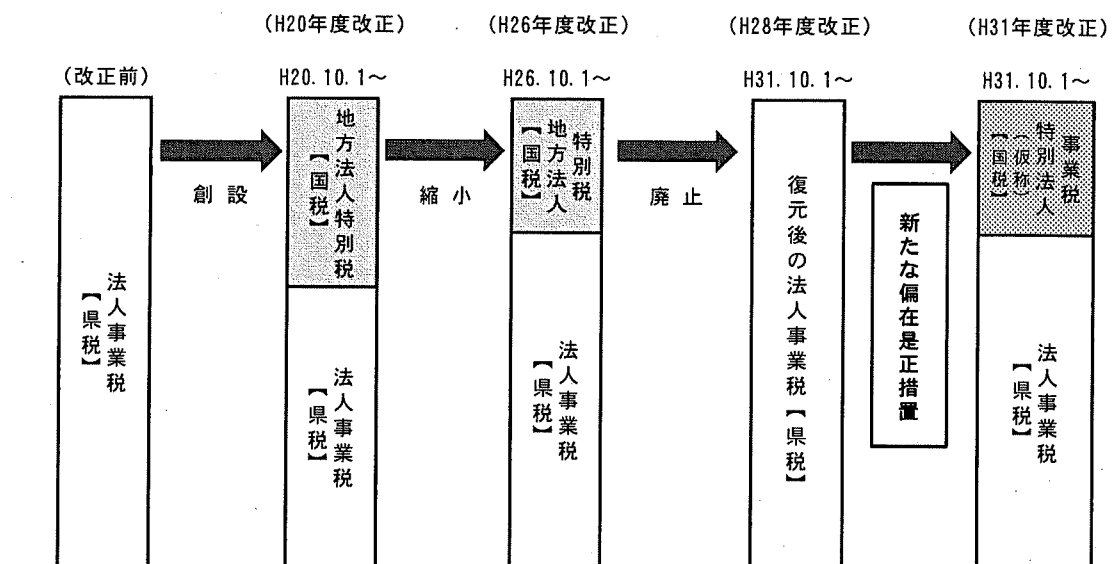 (H20年度改正)
(H26年度改正)
(H28年度改正)
(H31年度改正)
(改正前)
H20.10.1～
H26.10.1～
H31.10.1～
H31.10.1～
法人事業税
【県税】
創設
地方法人特別税
【国税】
法人事業税
【県税】
縮小
特別税
地方法人
【国税】
法人事業税
【県税】
廃止
復元後の法人事業税【県税】
新たな偏在是正措置
事業税
特別法人
(仮称)
【国税】
法人事業税
【県税】